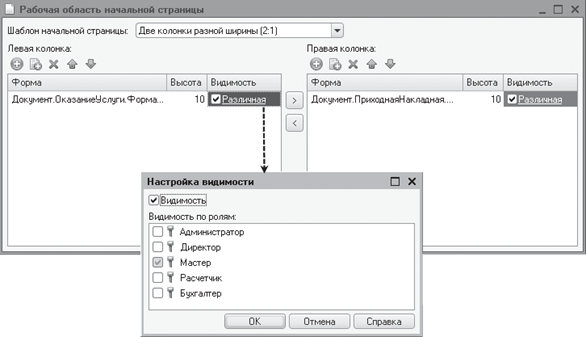 Рабочая область начальной страницы
Шаблон начальной страницы: Две колонки разной ширины (2:1)
Левая колонка: Правая колонка:
Форма Высота Видимость Форма Высота Видимость
Документ.ОказаниеУслуги.Форма... 10 Различная Документ.ПриходнаяНакладная.... 10 Различная
Настройка видимости
Видимость
Видимость по ролям:
Администратор
Директор
Мастер
Расчетчик
Бухгалтер
ОК Отмена Справка